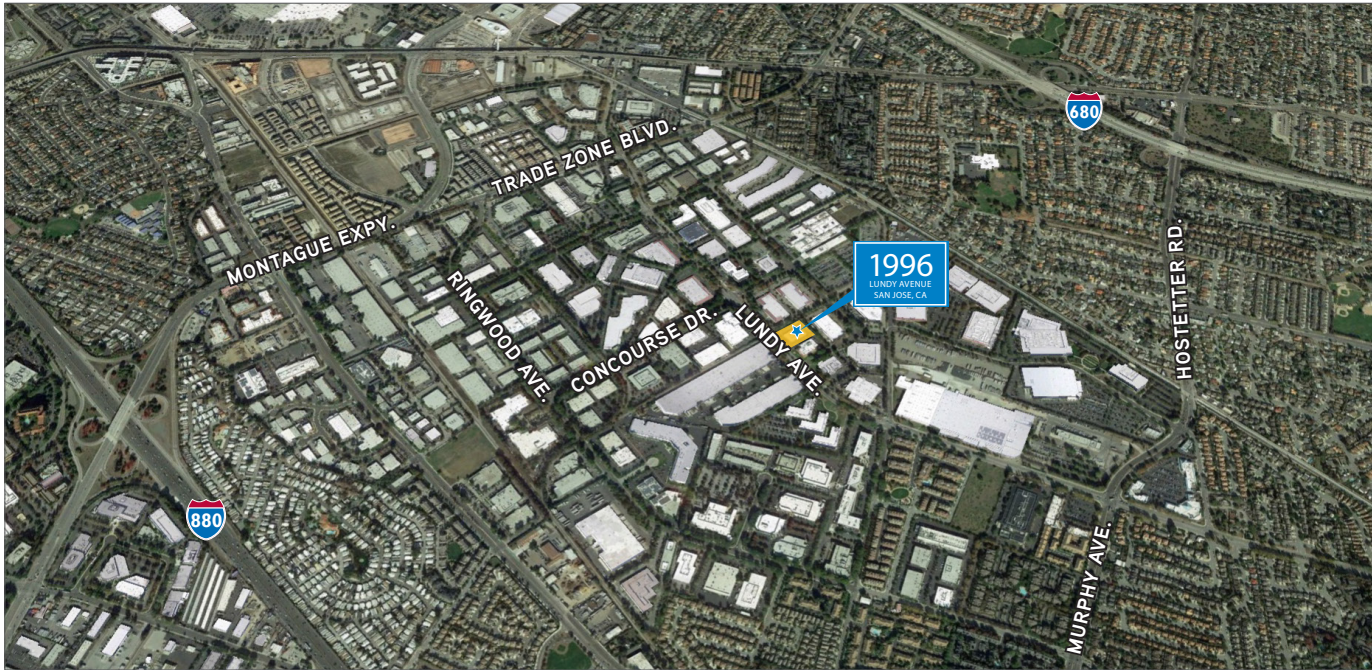 680
TRADE ZONE BLVD.
MONTAGUE EXPY.
HOSTETTER RD.
1996
LUNDY AVENUE
SAN JOSE, CA
RINGWOOD AVE.
CONCOURSE DR.
LUNDY AVE.
880
MURPHY AVE.